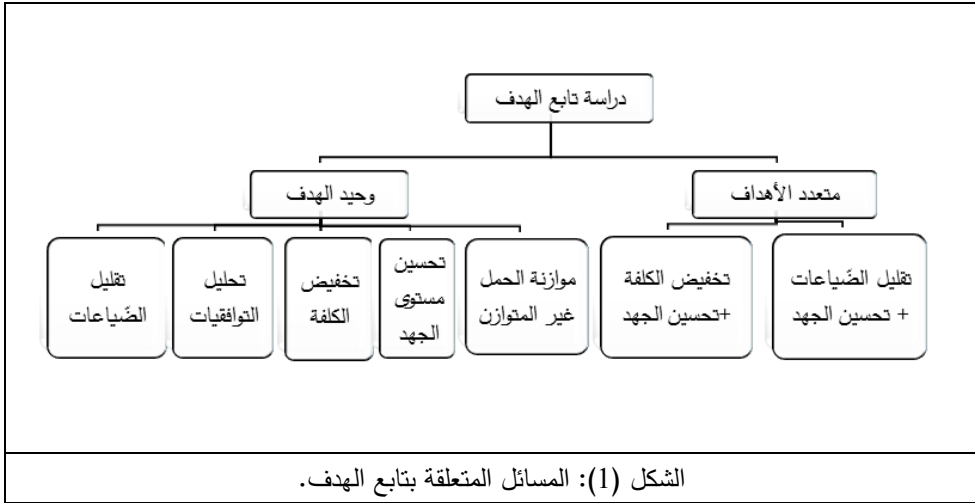 دراسة تابع الهدف
متعدد الأهداف
وحيد الهدف
تقليل الضّياعات
+ تحسين الجهد
تخفيض الكلفة
+تحسين الجهد
موازنة الحمل
غير المتوازن
تحسين
مستوى
الجهد
تخفيض
الكلفة
تحليل
التوافقيات
تقليل
الضّياعات
الشكل (1): المسائل المتعلقة بتابع الهدف.